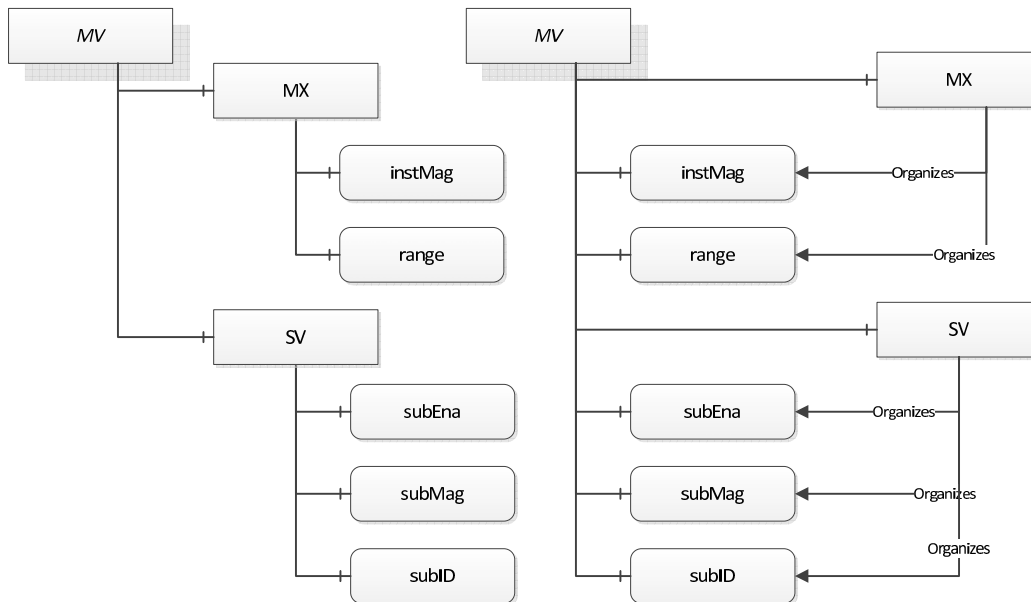 MV
MX
instMag
range
SV
subEna
subMag
subID
MV
MX
instMag
Organizes
range
Organizes
SV
subEna
Organizes
subMag
Organizes
Organizes
subID